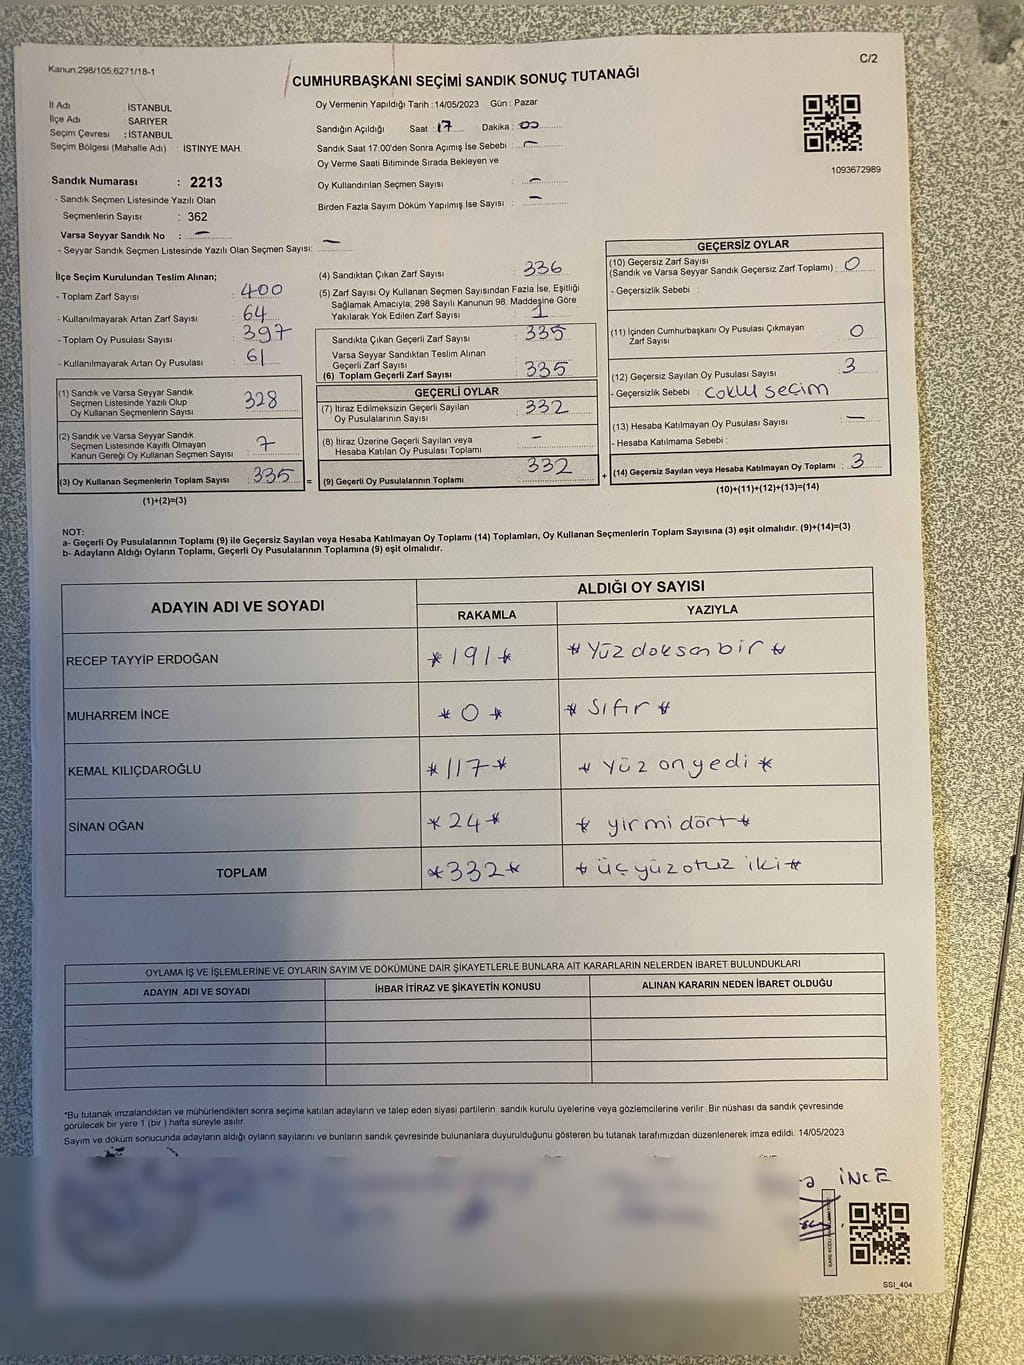 Kanun:298/105;6271/18-1
C/2
CUMHURBAŞKANI SEÇİMİ SANDIK SONUÇ TUTANAĞI
İl Adı : İSTANBUL
İlçe Adı : SARIYER
Seçim Çevresi : İSTANBUL
Seçim Bölgesi (Mahalle Adı) : İSTİNYE MAH.
Sandık Numarası : 2213
- Sandık Seçmen Listesinde Yazılı Olan
Seçmenlerin Sayısı : 362
Varsa Seyyar Sandık No : -
- Seyyar Sandık Seçmen Listesinde Yazılı Olan Seçmen Sayısı: -
Oy Vermenin Yapıldığı Tarih :14/05/2023 Gün : Pazar
Sandığın Açıldığı Saat : 17 Dakika : 00
Sandık Saat 17:00'den Sonra Açımış İse Sebebi : -
Oy Verme Saati Bitiminde Sırada Bekleyen ve
Oy Kullandırılan Seçmen Sayısı : -
Birden Fazla Sayım Döküm Yapılmış İse Sayısı : -
1093672989
İlçe Seçim Kurulundan Teslim Alınan;
- Toplam Zarf Sayısı : 400
- Kullanılmayarak Artan Zarf Sayısı : 64
- Toplam Oy Pusulası Sayısı : 397
- Kullanılmayarak Artan Oy Pusulası : 61
(1) Sandık ve Varsa Seyyar Sandık
Seçmen Listesinde Yazılı Olup
Oy Kullanan Seçmenlerin Sayısı : 328
(2) Sandık ve Varsa Seyyar Sandık
Seçmen Listesinde Kayıtlı Olmayan
Kanun Gereği Oy Kullanan Seçmen Sayısı : 7
(3) Oy Kullanan Seçmenlerin Toplam Sayısı : 335 =
(1)+(2)=(3)
(4) Sandıktan Çıkan Zarf Sayısı : 336
(5) Zarf Sayısı Oy Kullanan Seçmen Sayısından Fazla İse, Eşitliği
Sağlamak Amacıyla, 298 Sayılı Kanunun 98. Maddesine Göre
Yakılarak Yok Edilen Zarf Sayısı : 1
Sandıkta Çıkan Geçerli Zarf Sayısı : 335
Varsa Seyyar Sandıktan Teslim Alınan
Geçerli Zarf Sayısı
(6) Toplam Geçerli Zarf Sayısı : 335
GEÇERLİ OYLAR
(7) İtiraz Edilmeksizin Geçerli Sayılan
Oy Pusulalarının Sayısı : 332
(8) İtiraz Üzerine Geçerli Sayılan veya
Hesaba Katılan Oy Pusulası Toplamı : -
(9) Geçerli Oy Pusulalarının Toplamı : 332 +
GEÇERSİZ OYLAR
(10) Geçersiz Zarf Sayısı
(Sandık ve Varsa Seyyar Sandık Geçersiz Zarf Toplamı) : 0
- Geçersizlik Sebebi :
(11) İçinden Cumhurbaşkanı Oy Pusulası Çıkmayan
Zarf Sayısı 0
(12) Geçersiz Sayılan Oy Pusulası Sayısı : 3
- Geçersizlik Sebebi : Çoklu seçim
(13) Hesaba Katılmayan Oy Pusulası Sayısı : -
- Hesaba Katılmama Sebebi :
(14) Geçersiz Sayılan veya Hesaba Katılmayan Oy Toplamı : 3
(10)+(11)+(12)+(13)=(14)
NOT:
a- Geçerli Oy Pusulalarının Toplamı (9) ile Geçersiz Sayılan veya Hesaba Katılmayan Oy Toplamı (14) Toplamları, Oy Kullanan Seçmenlerin Toplam Sayısına (3) eşit olmalıdır. (9)+(14)=(3)
b- Adayların Aldığı Oyların Toplamı, Geçerli Oy Pusulalarının Toplamına (9) eşit olmalıdır.
ADAYIN ADI VE SOYADI
ALDIĞI OY SAYISI
RAKAMLA YAZIYLA
RECEP TAYYİP ERDOĞAN *191* * Yüzdoksanbir *
MUHARREM İNCE *0* * Sıfır *
KEMAL KILIÇDAROĞLU *117* * Yüz onyedi *
SİNAN OĞAN *24* * yirmidört *
TOPLAM *332* * üçyüzotuz iki *
OYLAMA İŞ VE İŞLEMLERİNE VE OYLARIN SAYIM VE DÖKÜMÜNE DAİR ŞİKAYETLERLE BUNLARA AİT KARARLARIN NELERDEN İBARET BULUNDUKLARI
ADAYIN ADI VE SOYADI İHBAR İTİRAZ VE ŞİKAYETİN KONUSU ALINAN KARARIN NEDEN İBARET OLDUĞU
*Bu tutanak imzalandıktan ve mühürlendikten sonra seçime katılan adayların ve talep eden siyasi partilerin sandık kurulu üyelerine veya gözlemcilerine verilir .Bir nüshası da sandık çevresinde
görülecek bir yere 1 (bir ) hafta süreyle asılır.
Sayım ve döküm sonucunda adayların aldığı oyların sayılarını ve bunların sandık çevresinde bulunanlara duyurulduğunu gösteren bu tutanak tarafımızdan düzenlenerek imza edildi. 14/05/2023
İNCE
SSI_404